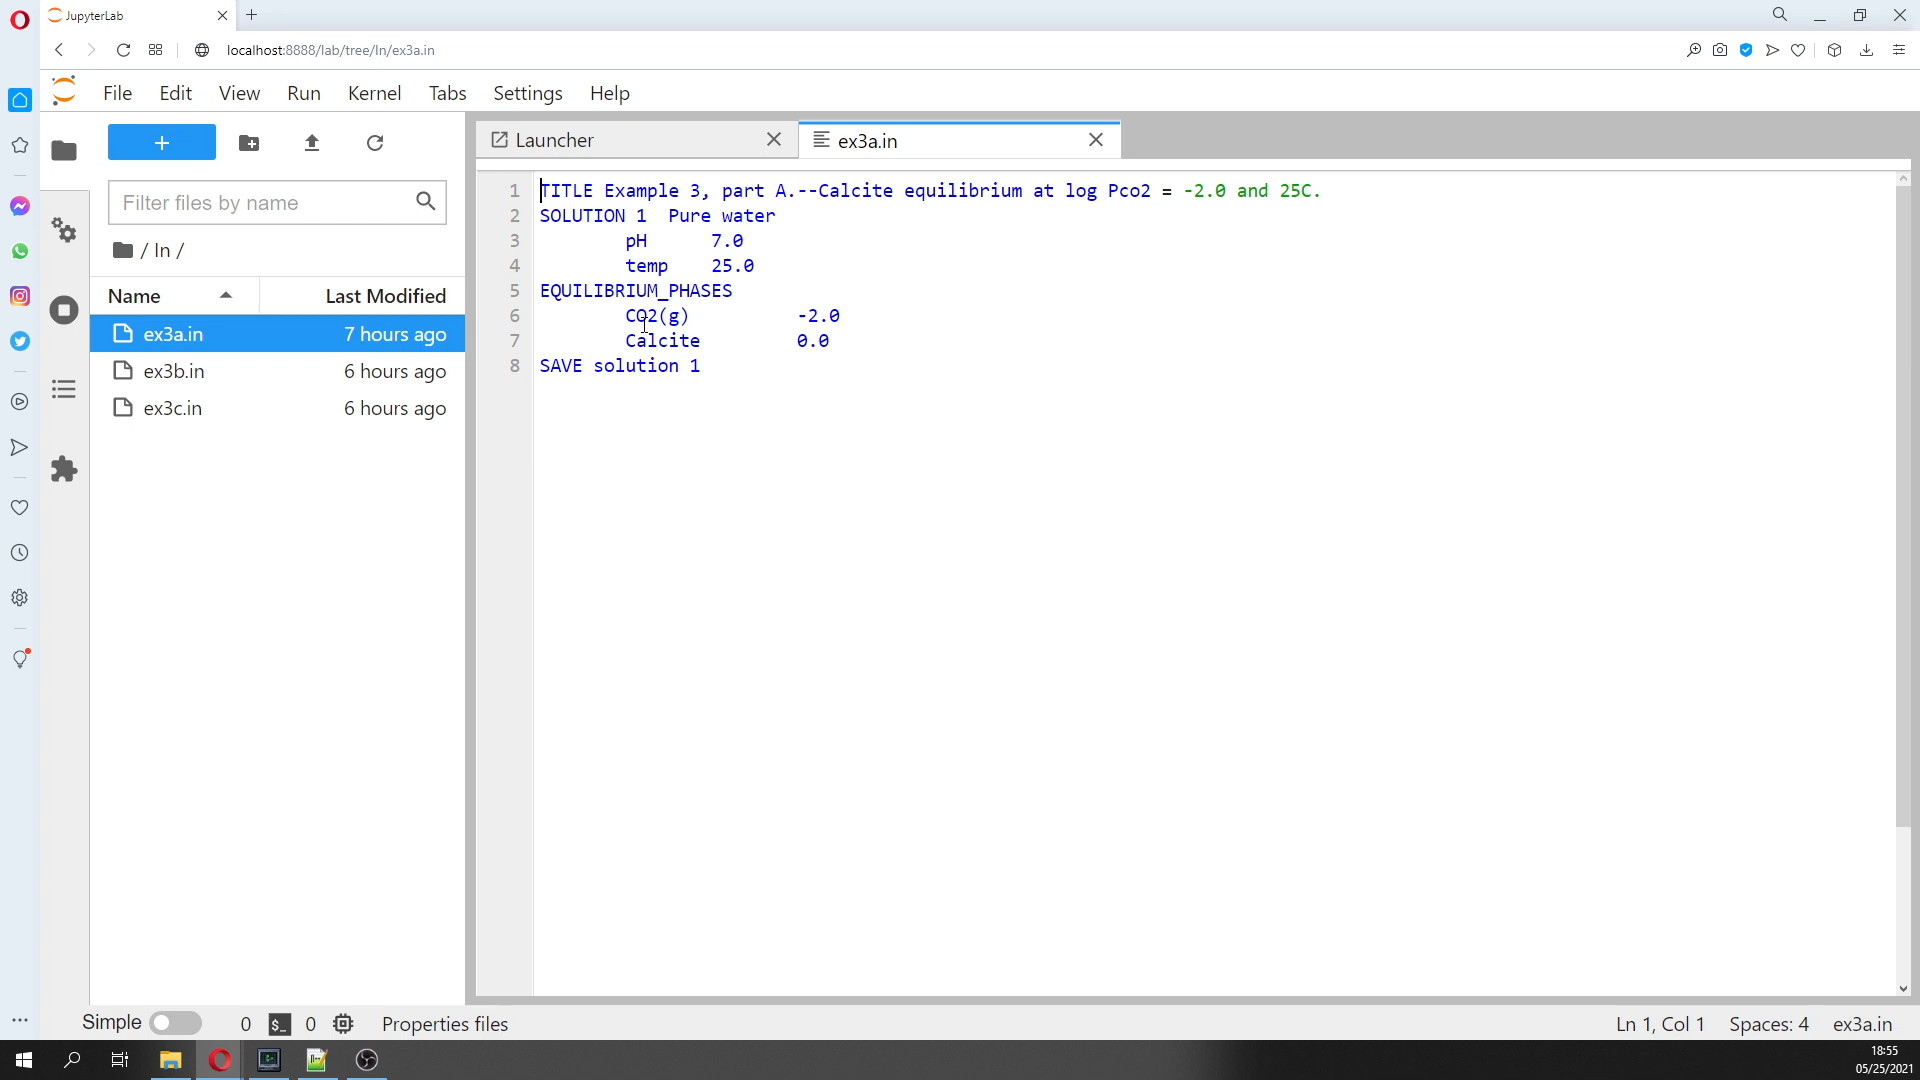 JupyterLab
localhost:8888/lab/tree/In/ex3a.in
File Edit View Run Kernel Tabs Settings Help
Launcher
ex3a.in
Filter files by name
/ In /
Name Last Modified
ex3a.in 7 hours ago
ex3b.in 6 hours ago
ex3c.in 6 hours ago
1 TITLE Example 3, part A.--Calcite equilibrium at log Pco2 = -2.0 and 25C.
2 SOLUTION 1 Pure water
3 pH 7.0
4 temp 25.0
5 EQUILIBRIUM_PHASES
6 CO2(g) -2.0
7 Calcite 0.0
8 SAVE solution 1
Simple 0 $_ 0 Properties files
Ln 1, Col 1 Spaces: 4 ex3a.in
18:55
05/25/2021